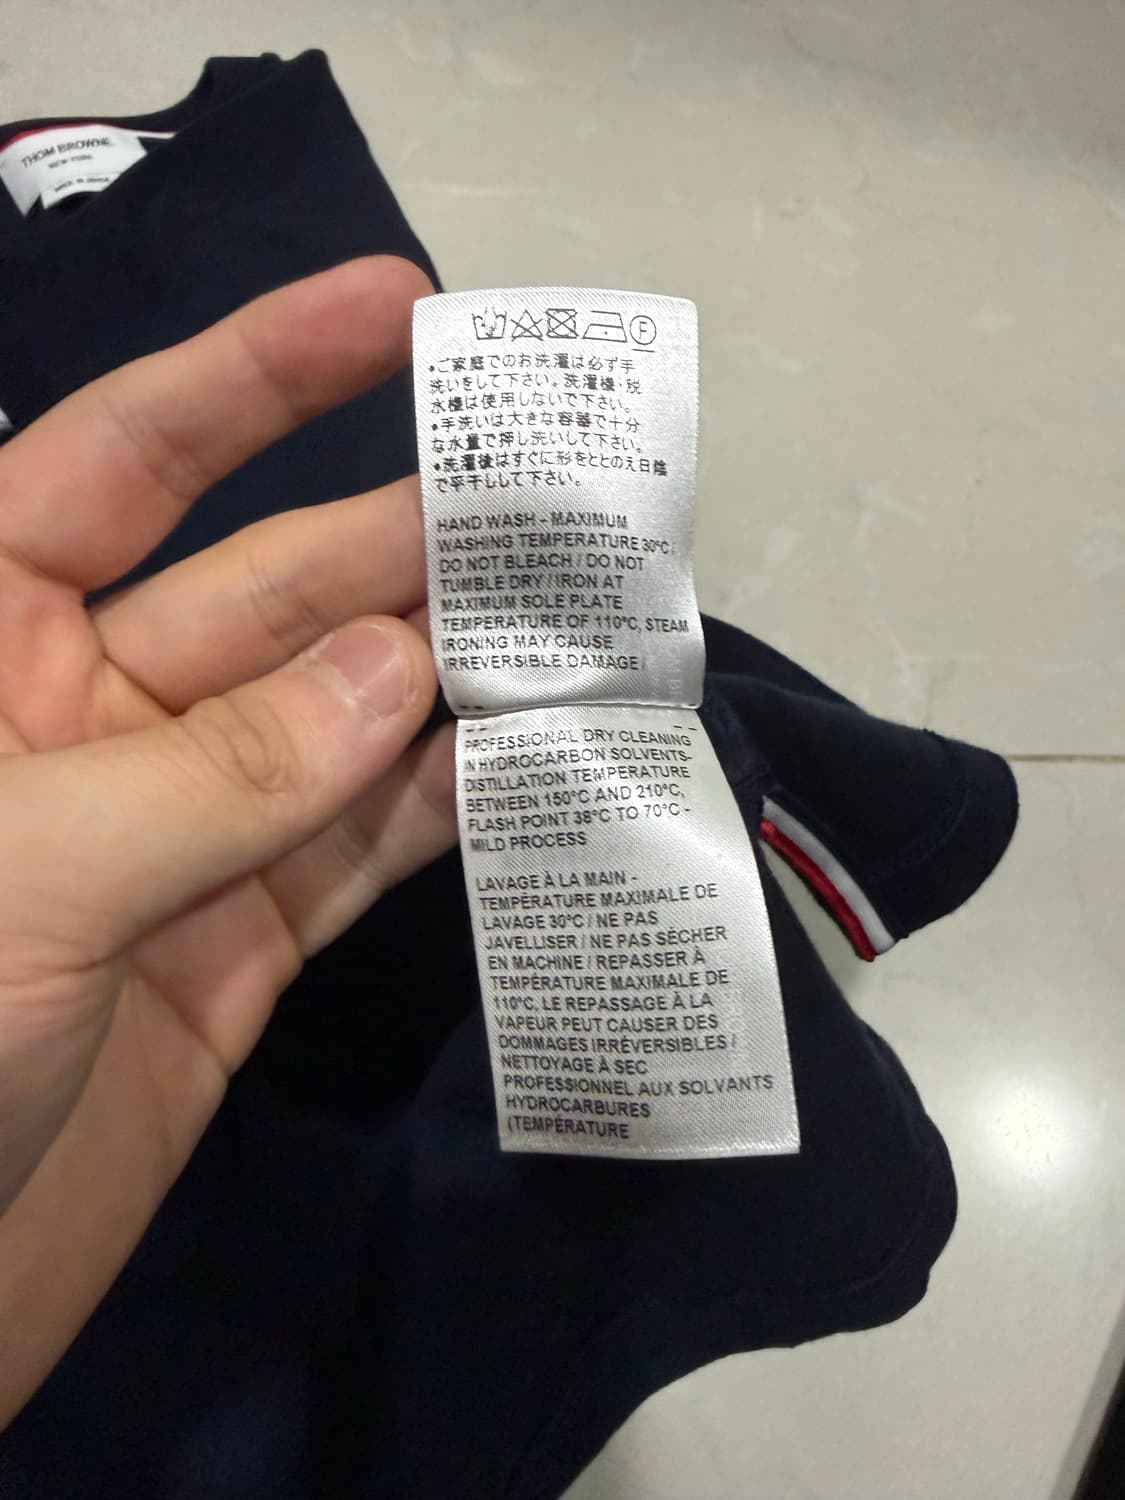 THOM BROWNE
NEW YORK
F
•ご家庭でのお洗濯は必ず手
洗いをして下さい。洗濯機・脱
水機は使用しないで下さい。
•手洗いは大きな容器で十分
な水量で押し洗いして下さい。
•洗濯後はすぐに形をととのえ日陰
で平干しして下さい。
HAND WASH - MAXIMUM
WASHING TEMPERATURE 30°C /
DO NOT BLEACH / DO NOT
TUMBLE DRY / IRON AT
MAXIMUM SOLE PLATE
TEMPERATURE OF 110°C, STEAM
IRONING MAY CAUSE
IRREVERSIBLE DAMAGE /
PROFESSIONAL DRY CLEANING
IN HYDROCARBON SOLVENTS-
DISTILLATION TEMPERATURE
BETWEEN 150°C AND 210°C,
FLASH POINT 38°C TO 70°C -
MILD PROCESS
LAVAGE À LA MAIN -
TEMPÉRATURE MAXIMALE DE
LAVAGE 30°C / NE PAS
JAVELLISER / NE PAS SÉCHER
EN MACHINE / REPASSER À
TEMPÉRATURE MAXIMALE DE
110°C, LE REPASSAGE À LA
VAPEUR PEUT CAUSER DES
DOMMAGES IRRÉVERSIBLES /
NETTOYAGE À SEC
PROFESSIONNEL AUX SOLVANTS
HYDROCARBURES
(TEMPÉRATURE